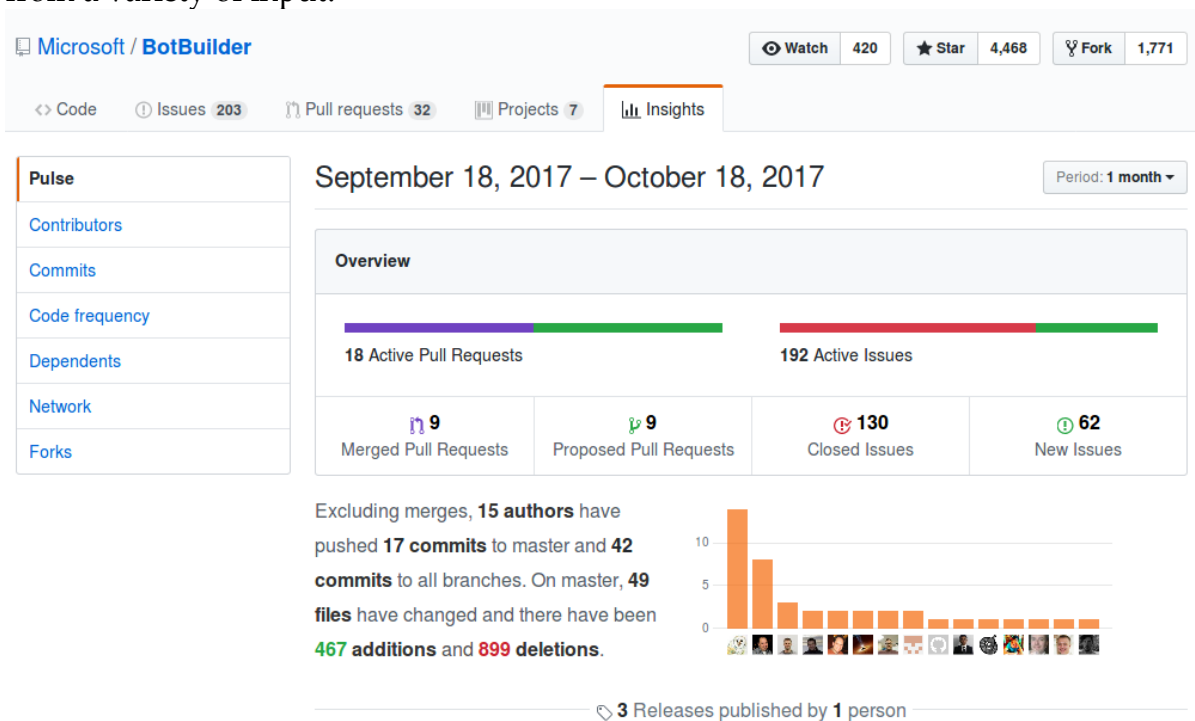 from a variety of input.
Microsoft / BotBuilder
Watch 420 Star 4,468 Fork 1,771
Code Issues 203 Pull requests 32 Projects 7 Insights
Pulse
Contributors
Commits
Code frequency
Dependents
Network
Forks
September 18, 2017 – October 18, 2017
Period: 1 month
Overview
18 Active Pull Requests
192 Active Issues
9
Merged Pull Requests
9
Proposed Pull Requests
130
Closed Issues
62
New Issues
Excluding merges, 15 authors have
pushed 17 commits to master and 42
commits to all branches. On master, 49
files have changed and there have been
467 additions and 899 deletions.
10
5
0
3 Releases published by 1 person